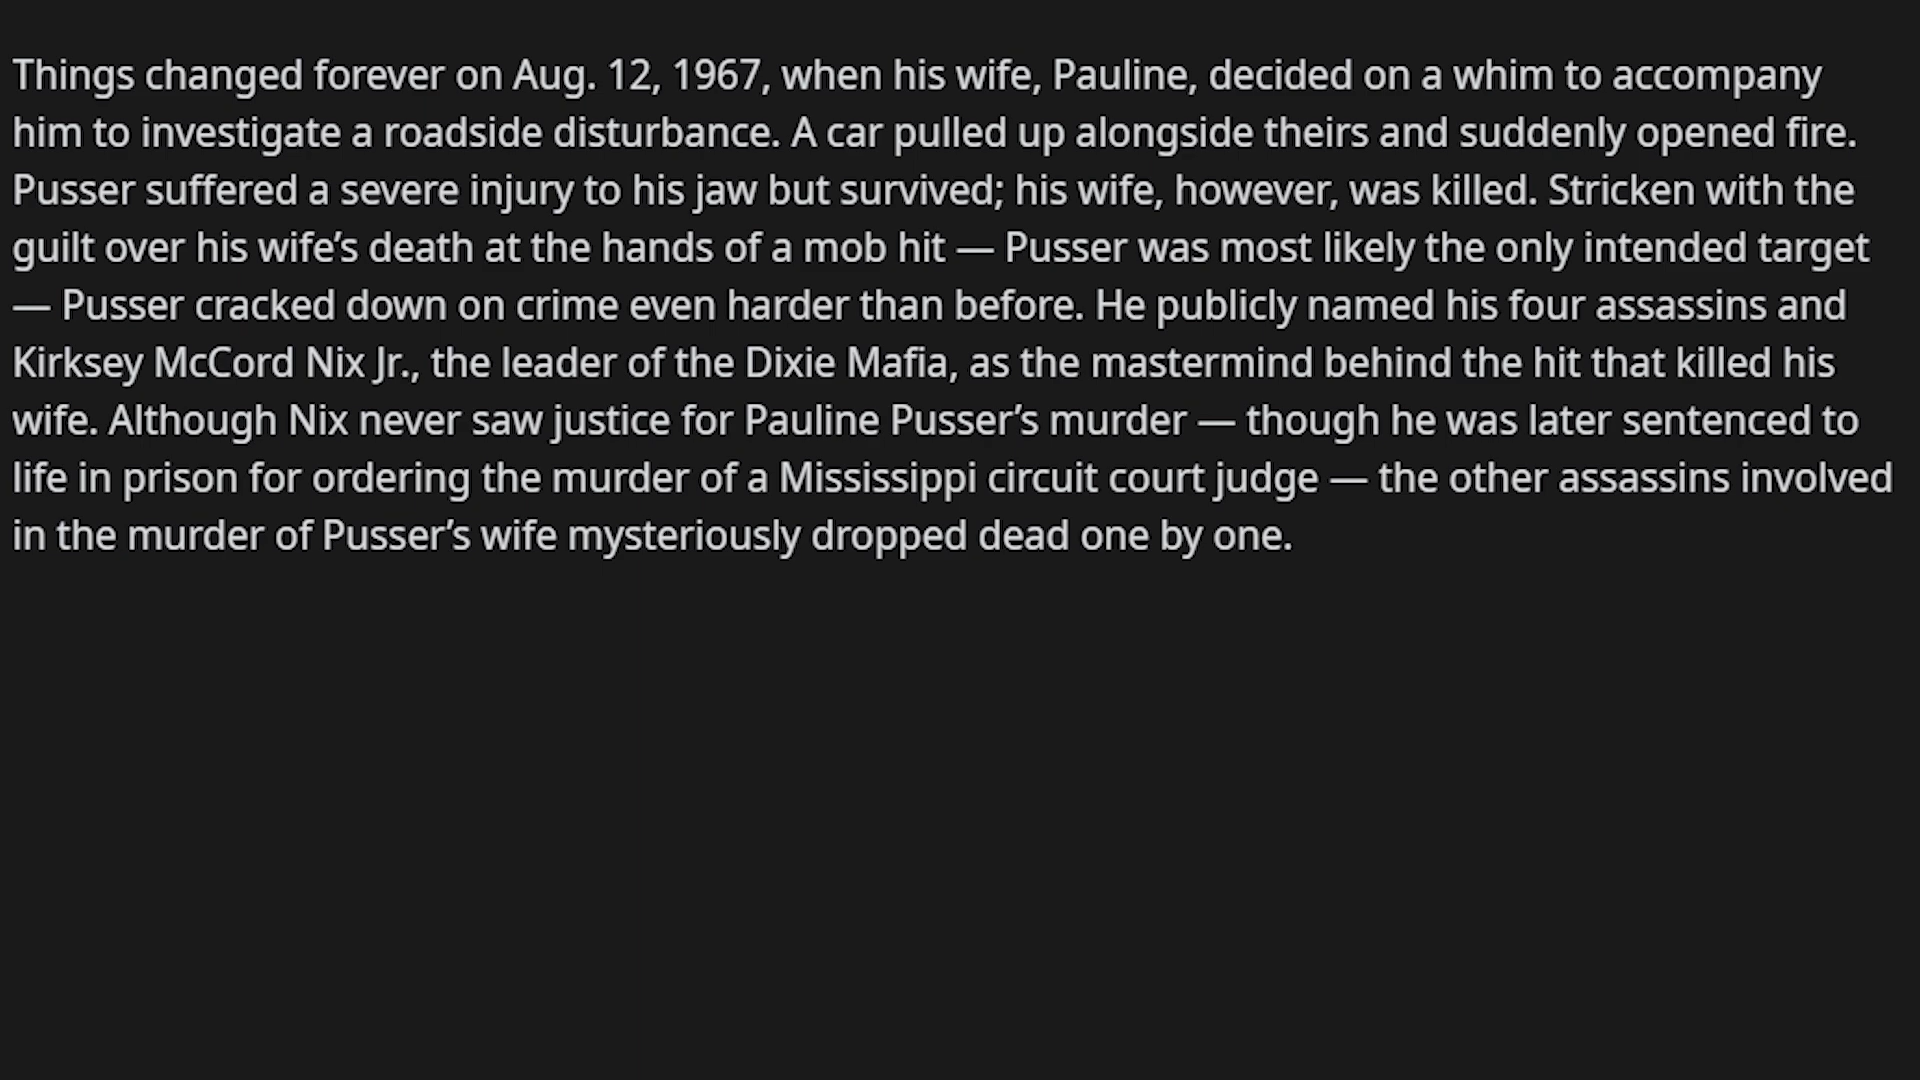 Things changed forever on Aug. 12, 1967, when his wife, Pauline, decided on a whim to accompany
him to investigate a roadside disturbance. A car pulled up alongside theirs and suddenly opened fire.
Pusser suffered a severe injury to his jaw but survived; his wife, however, was killed. Stricken with the
guilt over his wife’s death at the hands of a mob hit — Pusser was most likely the only intended target
— Pusser cracked down on crime even harder than before. He publicly named his four assassins and
Kirksey McCord Nix Jr., the leader of the Dixie Mafia, as the mastermind behind the hit that killed his
wife. Although Nix never saw justice for Pauline Pusser’s murder — though he was later sentenced to
life in prison for ordering the murder of a Mississippi circuit court judge — the other assassins involved
in the murder of Pusser’s wife mysteriously dropped dead one by one.